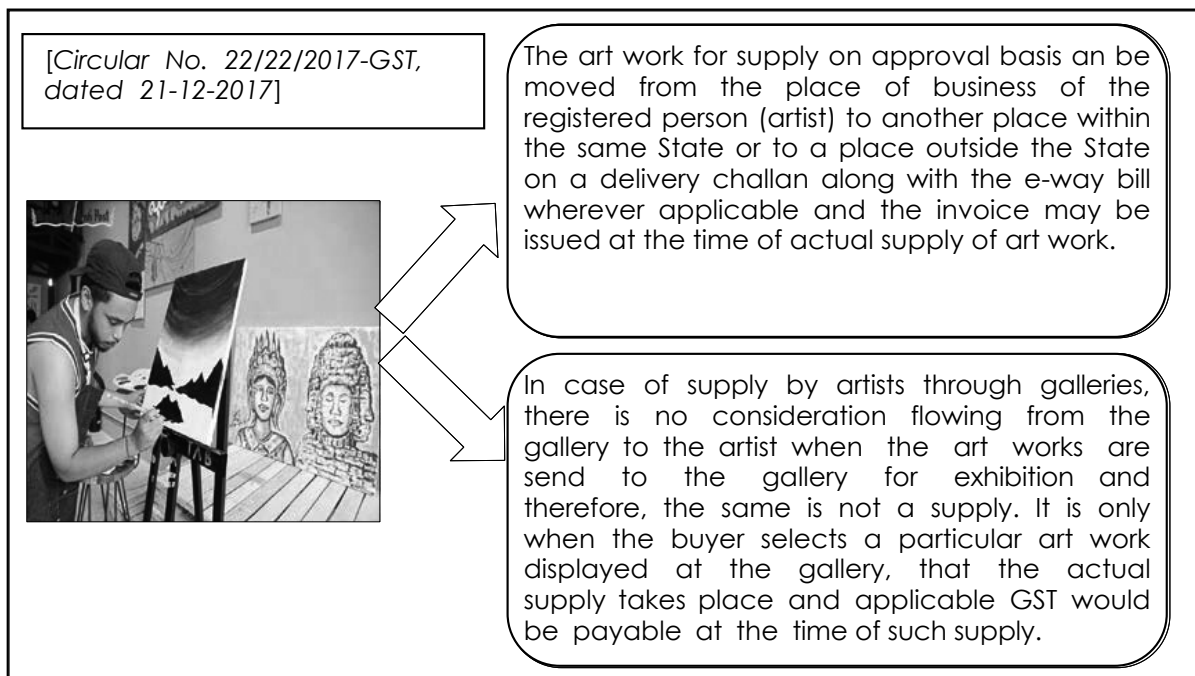 [Circular No. 22/22/2017-GST,
dated 21-12-2017]
The art work for supply on approval basis an be
moved from the place of business of the
registered person (artist) to another place within
the same State or to a place outside the State
on a delivery challan along with the e-way bill
wherever applicable and the invoice may be
issued at the time of actual supply of art work.
In case of supply by artists through galleries,
there is no consideration flowing from the
gallery to the artist when the art works are
send to the gallery for exhibition and
therefore, the same is not a supply. It is only
when the buyer selects a particular art work
displayed at the gallery, that the actual
supply takes place and applicable GST would
be payable at the time of such supply.